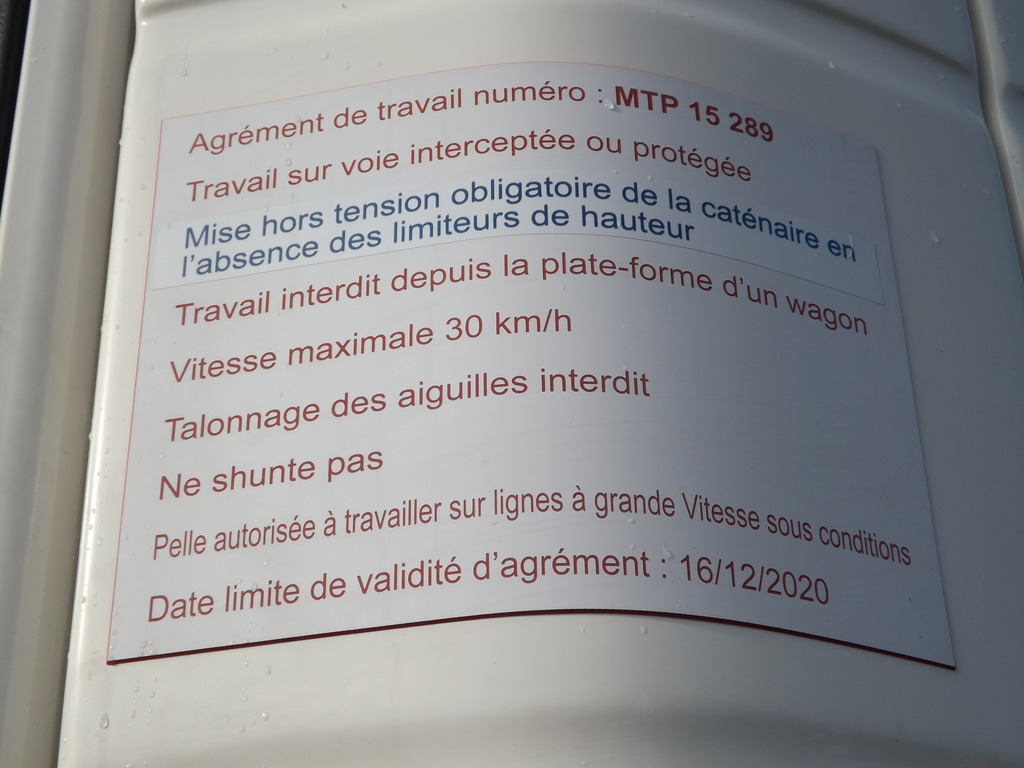 Agrément de travail numéro : MTP 15 289
Travail sur voie interceptée ou protégée
Mise hors tension obligatoire de la caténaire en
l'absence des limiteurs de hauteur
Travail interdit depuis la plate-forme d'un wagon
Vitesse maximale 30 km/h
Talonnage des aiguilles interdit
Ne shunte pas
Pelle autorisée à travailler sur lignes à grande Vitesse sous conditions
Date limite de validité d'agrément : 16/12/2020